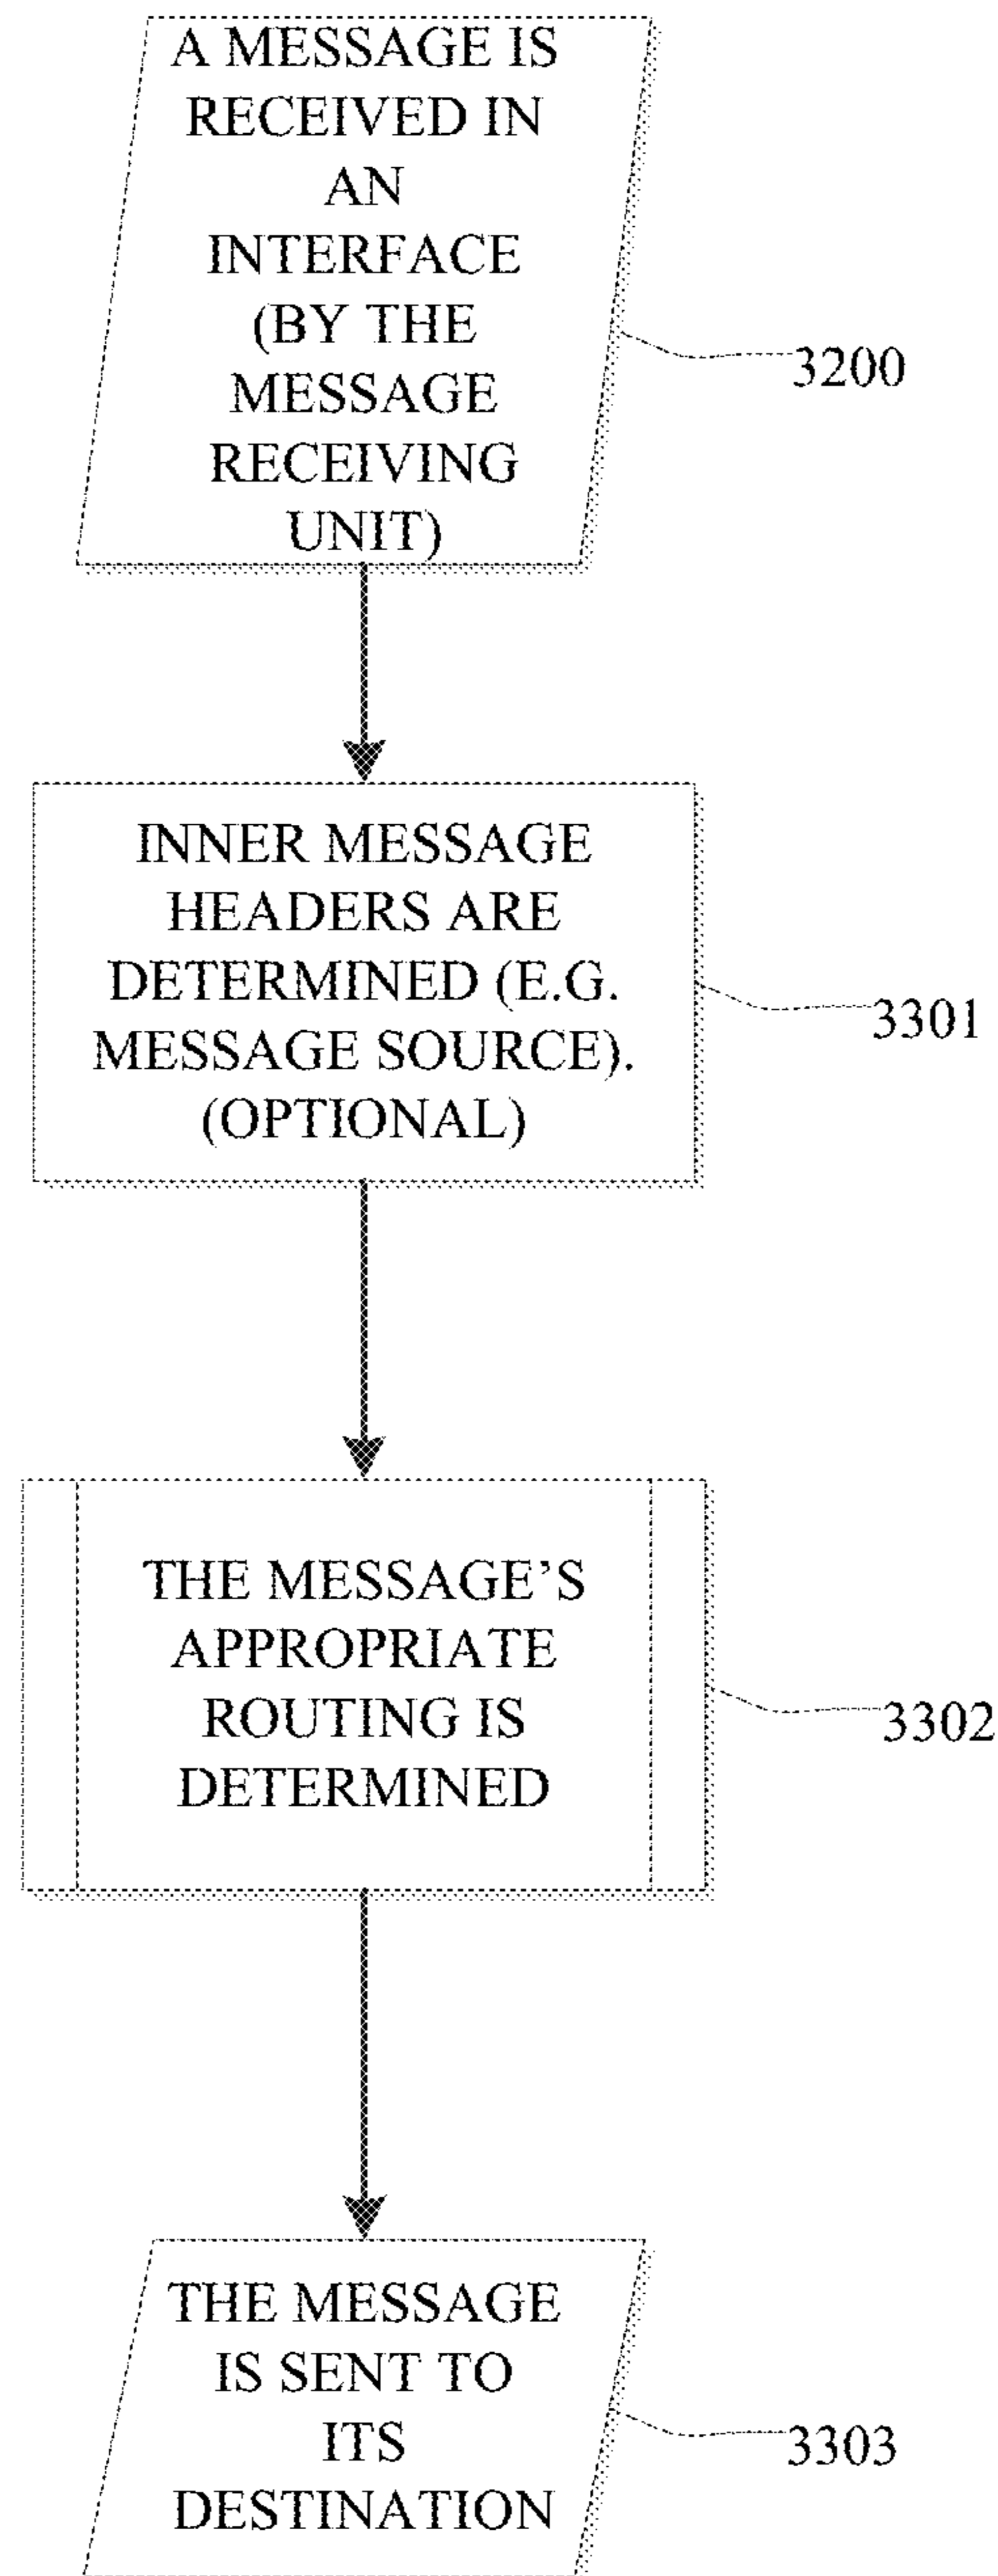 A MESSAGE IS
RECEIVED IN
AN
INTERFACE
(BY THE
MESSAGE
RECEIVING
UNIT)
3200
INNER MESSAGE
HEADERS ARE
DETERMINED (E.G.
MESSAGE SOURCE).
(OPTIONAL)
3301
THE MESSAGE’S
APPROPRIATE
ROUTING IS
DETERMINED
3302
THE MESSAGE
IS SENT TO
ITS
DESTINATION
3303